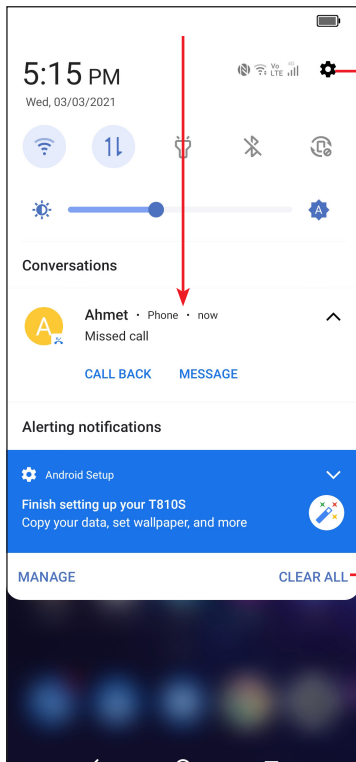 5:15 PM
Vo LTE 4G
Wed, 03/03/2021
A
Conversations
A
Ahmet · Phone · now
Missed call
CALL BACK MESSAGE
Alerting notifications
Android Setup
Finish setting up your T810S
Copy your data, set wallpaper, and more
MANAGE CLEAR ALL